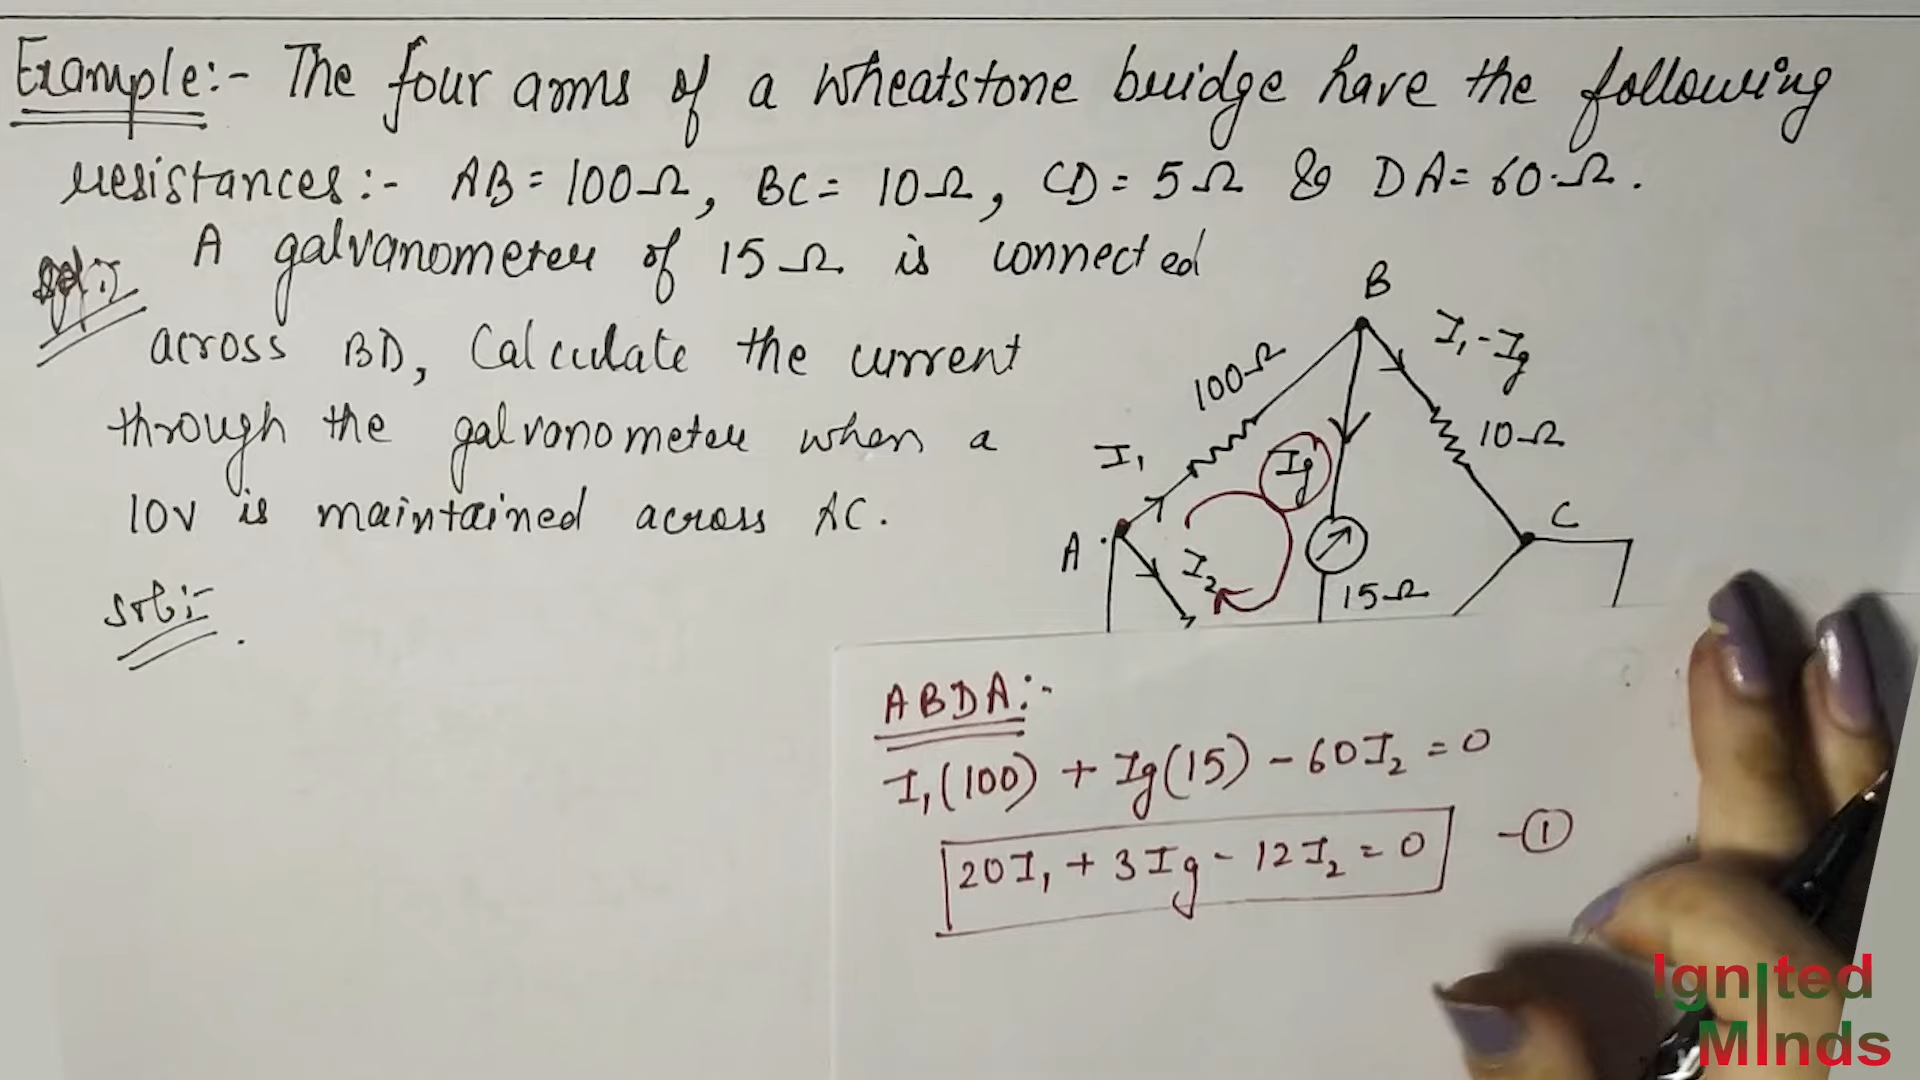 Example:- The four arms of a wheatstone bridge have the following
resistances:- AB = 100Ω, BC = 10Ω, CD = 5Ω & DA = 60Ω.
A galvanometer of 15Ω is connected
across BD, Calculate the current
through the galvanometer when a
10V is maintained across AC.
Sol:-
B
I₁-Ig
100Ω
10Ω
I₁
Ig
C
A
I₂
15Ω
ABDA:-
I₁(100) + Ig(15) - 60I₂ = 0
20I₁ + 3Ig - 12I₂ = 0 -①
Ignited
Minds